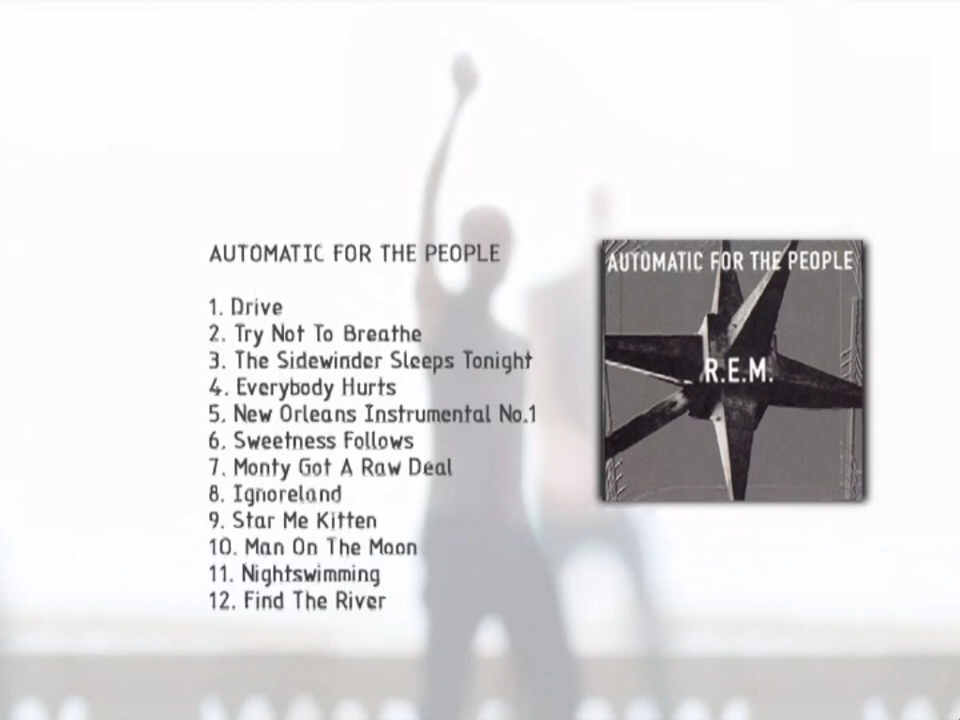 AUTOMATIC FOR THE PEOPLE
1. Drive
2. Try Not To Breathe
3. The Sidewinder Sleeps Tonight
4. Everybody Hurts
5. New Orleans Instrumental No.1
6. Sweetness Follows
7. Monty Got A Raw Deal
8. Ignoreland
9. Star Me Kitten
10. Man On The Moon
11. Nightswimming
12. Find The River
AUTOMATIC FOR THE PEOPLE
R.E.M.